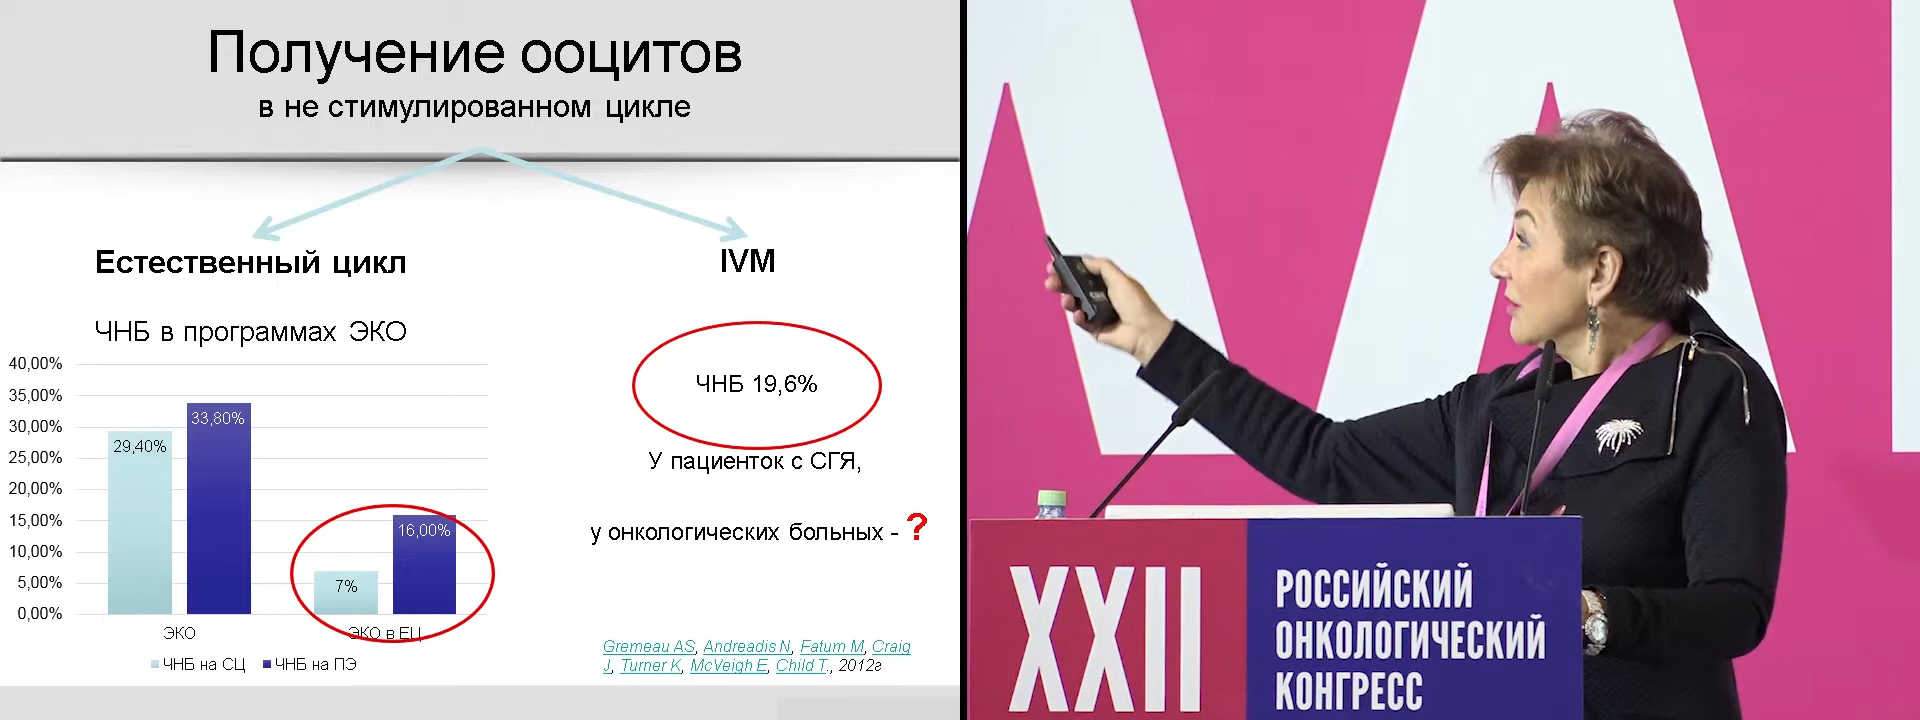 Получение ооцитов
в не стимулированном цикле
Естественный цикл
IVM
ЧНБ в программах ЭКО
40,00%
35,00%
30,00%
25,00%
20,00%
15,00%
10,00%
5,00%
0,00%
29,40%
33,80%
7%
16,00%
ЭКО
ЭКО в ЕЦ
ЧНБ на СЦ
ЧНБ на ПЭ
ЧНБ 19,6%
У пациенток с СГЯ,
у онкологических больных - ?
Gremeau AS, Andreadis N, Fatum M, Craig
J, Turner K, McVeigh E, Child T., 2012г
XXII
РОССИЙСКИЙ
ОНКОЛОГИЧЕСКИЙ
КОНГРЕСС